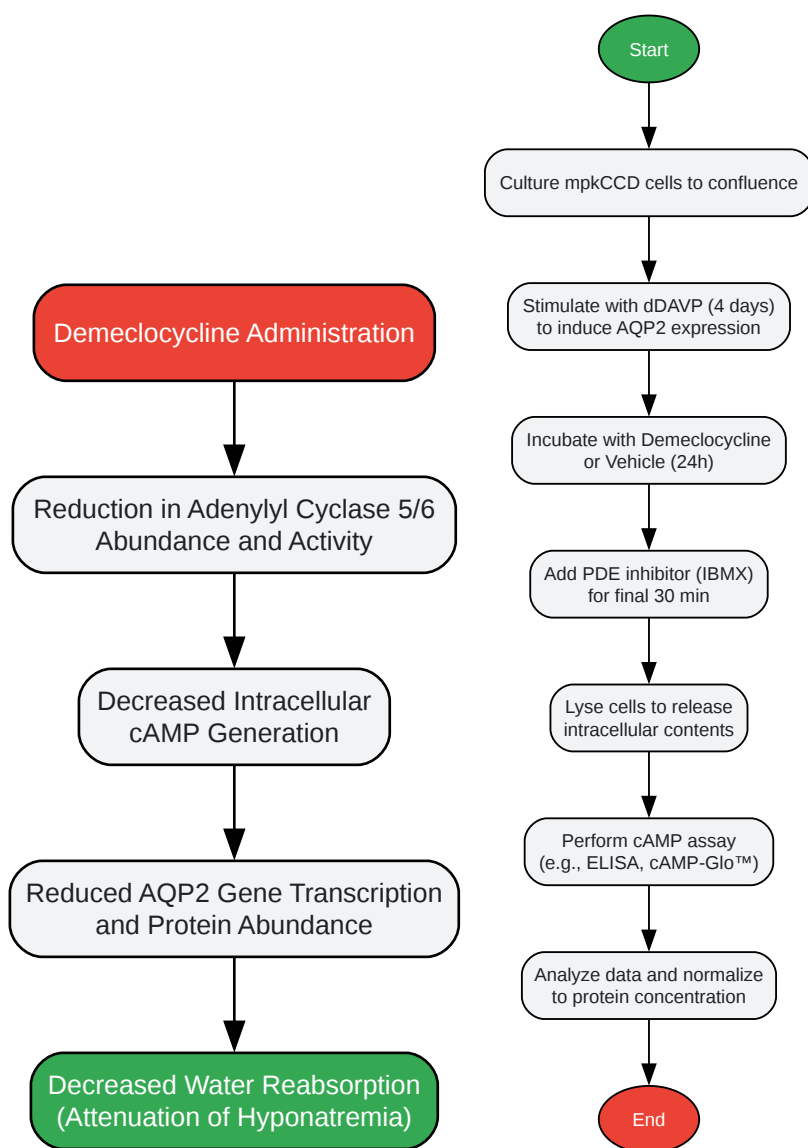 Demeclocycline Administration
Reduction in Adenylyl Cyclase 5/6
Abundance and Activity
Decreased Intracellular
cAMP Generation
Reduced AQP2 Gene Transcription
and Protein Abundance
Decreased Water Reabsorption
(Attenuation of Hyponatremia)
Start
Culture mpkCCD cells to confluence
Stimulate with dDAVP (4 days)
to induce AQP2 expression
Incubate with Demeclocycline
or Vehicle (24h)
Add PDE inhibitor (IBMX)
for final 30 min
Lyse cells to release
intracellular contents
Perform cAMP assay
(e.g., ELISA, cAMP-Glo™)
Analyze data and normalize
to protein concentration
End